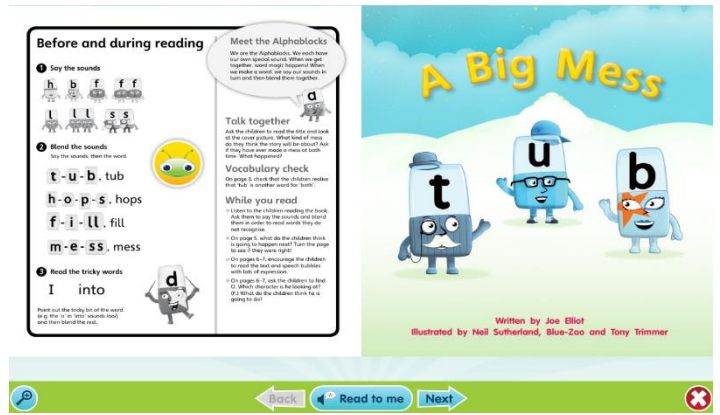 Before and during reading
1 Say the sounds
h b f ff
l ll ss
2 Blend the sounds
Say the sounds, then the word.
t-u-b, tub
h-o-p-s, hops
f-i-ll, fill
m-e-ss, mess
3 Read the tricky words
I into
Point out the tricky bit of the word
(e.g. the 'o' in 'into' sounds /oo/)
and then blend the rest.
d
Meet the Alphablocks
We are the Alphablocks. We each have
our own special sound. When we get
together, word magic happens! When
we make a word, we say our sounds in
turn and then blend them together.
a
Talk together
Ask the children to read the title and look
at the cover picture. What kind of mess
do they think the story will be about? Ask
if they have ever made a mess at bath
time. What happened?
Vocabulary check
On page 3, check that the children realise
that 'tub' is another word for 'bath'.
While you read
Listen to the children reading the book.
Ask them to say the sounds and blend
them in order to read words they do
not recognise.
On page 5, what do the children think
is going to happen next? Turn the page
to see if they were right!
On pages 6–7, encourage the children
to read the text and speech bubbles
with lots of expression.
On pages 6–7, ask the children to find
O. Which character is he looking at?
(F.) What do the children think he is
going to do?
A Big Mess
t u b
Written by Joe Elliot
Illustrated by Neil Sutherland, Blue-Zoo and Tony Trimmer
Back
Read to me
Next